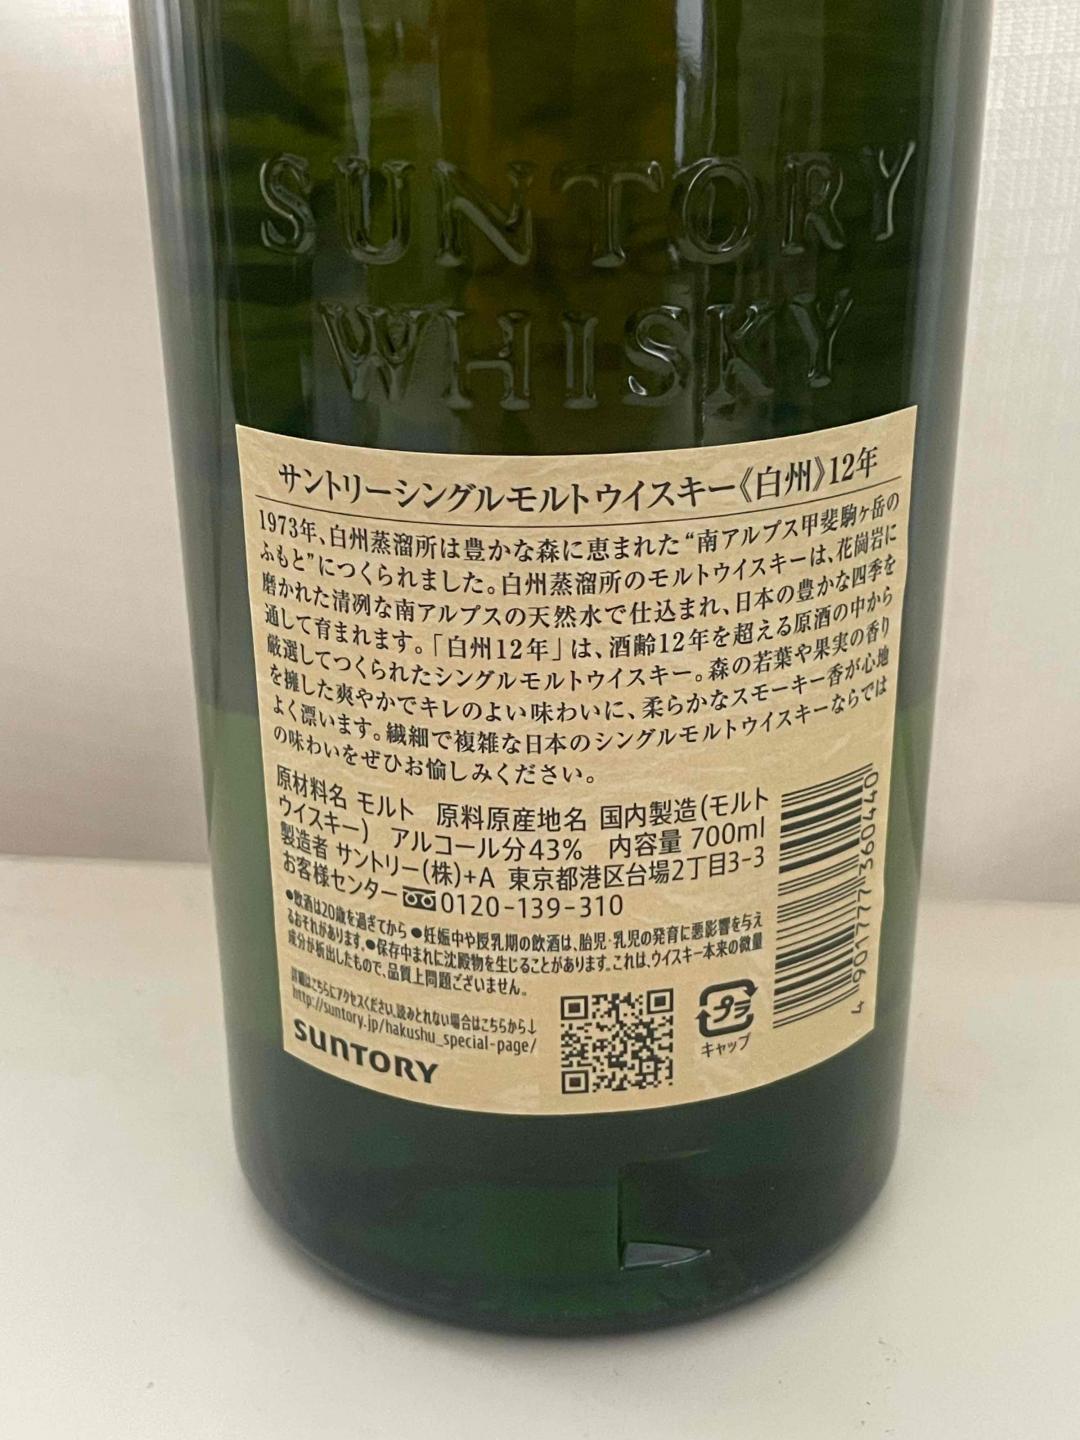 SUNTORY
WHISKY
サントリーシングルモルトウイスキー《白州》12年
1973年、白州蒸溜所は豊かな森に恵まれた“南アルプス甲斐駒ヶ岳の
ふもと”につくられました。白州蒸溜所のモルトウイスキーは、花崗岩に
磨かれた清冽な南アルプスの天然水で仕込まれ、日本の豊かな四季を
通して育まれます。「白州12年」は、酒齢12年を超える原酒の中から
厳選してつくられたシングルモルトウイスキー。森の若葉や果実の香り
を擁した爽やかでキレのよい味わいに、柔らかなスモーキー香が心地
よく漂います。繊細で複雑な日本のシングルモルトウイスキーならでは
の味わいをぜひお愉しみください。
原材料名 モルト 原料原産地名 国内製造(モルト
ウイスキー) アルコール分43% 内容量 700ml
製造者 サントリー(株)+A 東京都港区台場2丁目3-3
お客様センター 0120-139-310
●飲酒は20歳を過ぎてから ●妊娠中や授乳期の飲酒は、胎児・乳児の発育に悪影響を与え
るおそれがあります。●保存中まれに沈殿物を生じることがあります。これは、ウイスキー本来の微量
成分が析出したもので、品質上問題ございません。
詳細はこちらにアクセスください。読みとれない場合はこちらから↓
http://suntory.jp/hakushu_special-page/
SUNTORY
プラ
キャップ
4 901777 360440